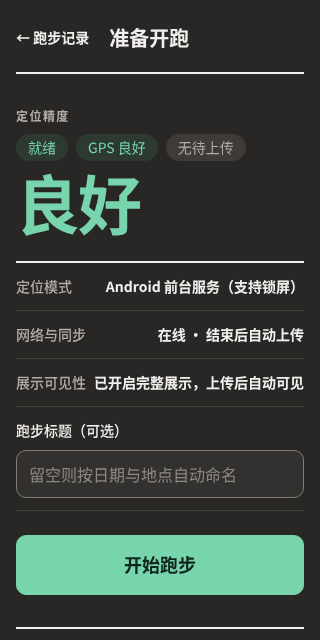 ← 跑步记录 准备开跑
定位精度
就绪 GPS 良好 无待上传
良好
定位模式 Android 前台服务（支持锁屏）
网络与同步 在线 · 结束后自动上传
展示可见性 已开启完整展示，上传后自动可见
跑步标题（可选）
留空则按日期与地点自动命名
开始跑步